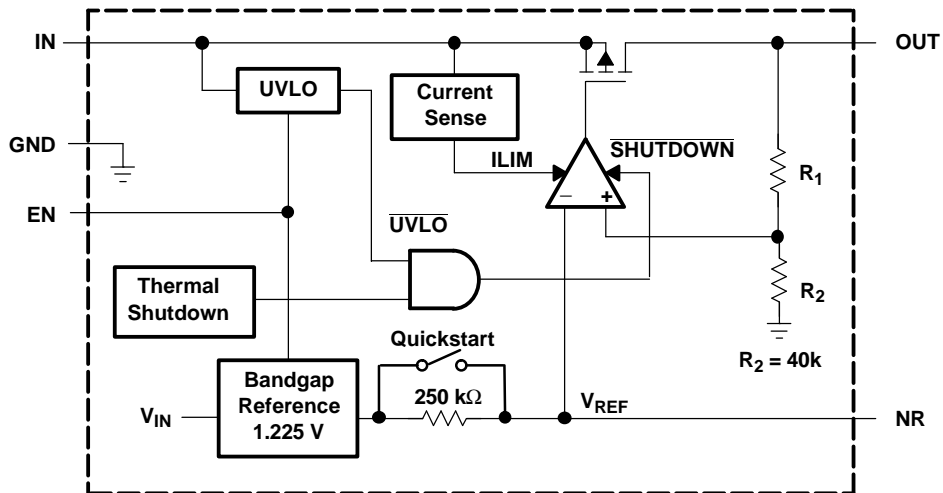 IN
OUT
UVLO
Current
Sense
GND
ILIM
SHUTDOWN
R1
EN
UVLO
− +
Thermal
Shutdown
R2
Quickstart
R2 = 40k
Bandgap
Reference
1.225 V
250 kΩ
VIN
VREF
NR